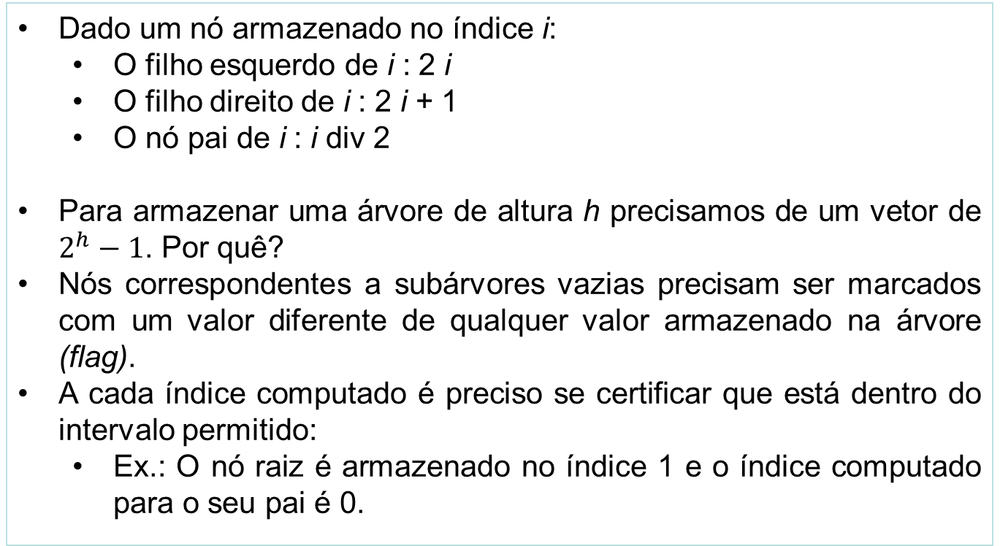 • Dado um nó armazenado no índice i:
• O filho esquerdo de i : 2 i
• O filho direito de i : 2 i + 1
• O nó pai de i : i div 2
• Para armazenar uma árvore de altura h precisamos de um vetor de
2^h − 1. Por quê?
• Nós correspondentes a subárvores vazias precisam ser marcados
com um valor diferente de qualquer valor armazenado na árvore
(flag).
• A cada índice computado é preciso se certificar que está dentro do
intervalo permitido:
• Ex.: O nó raiz é armazenado no índice 1 e o índice computado
para o seu pai é 0.